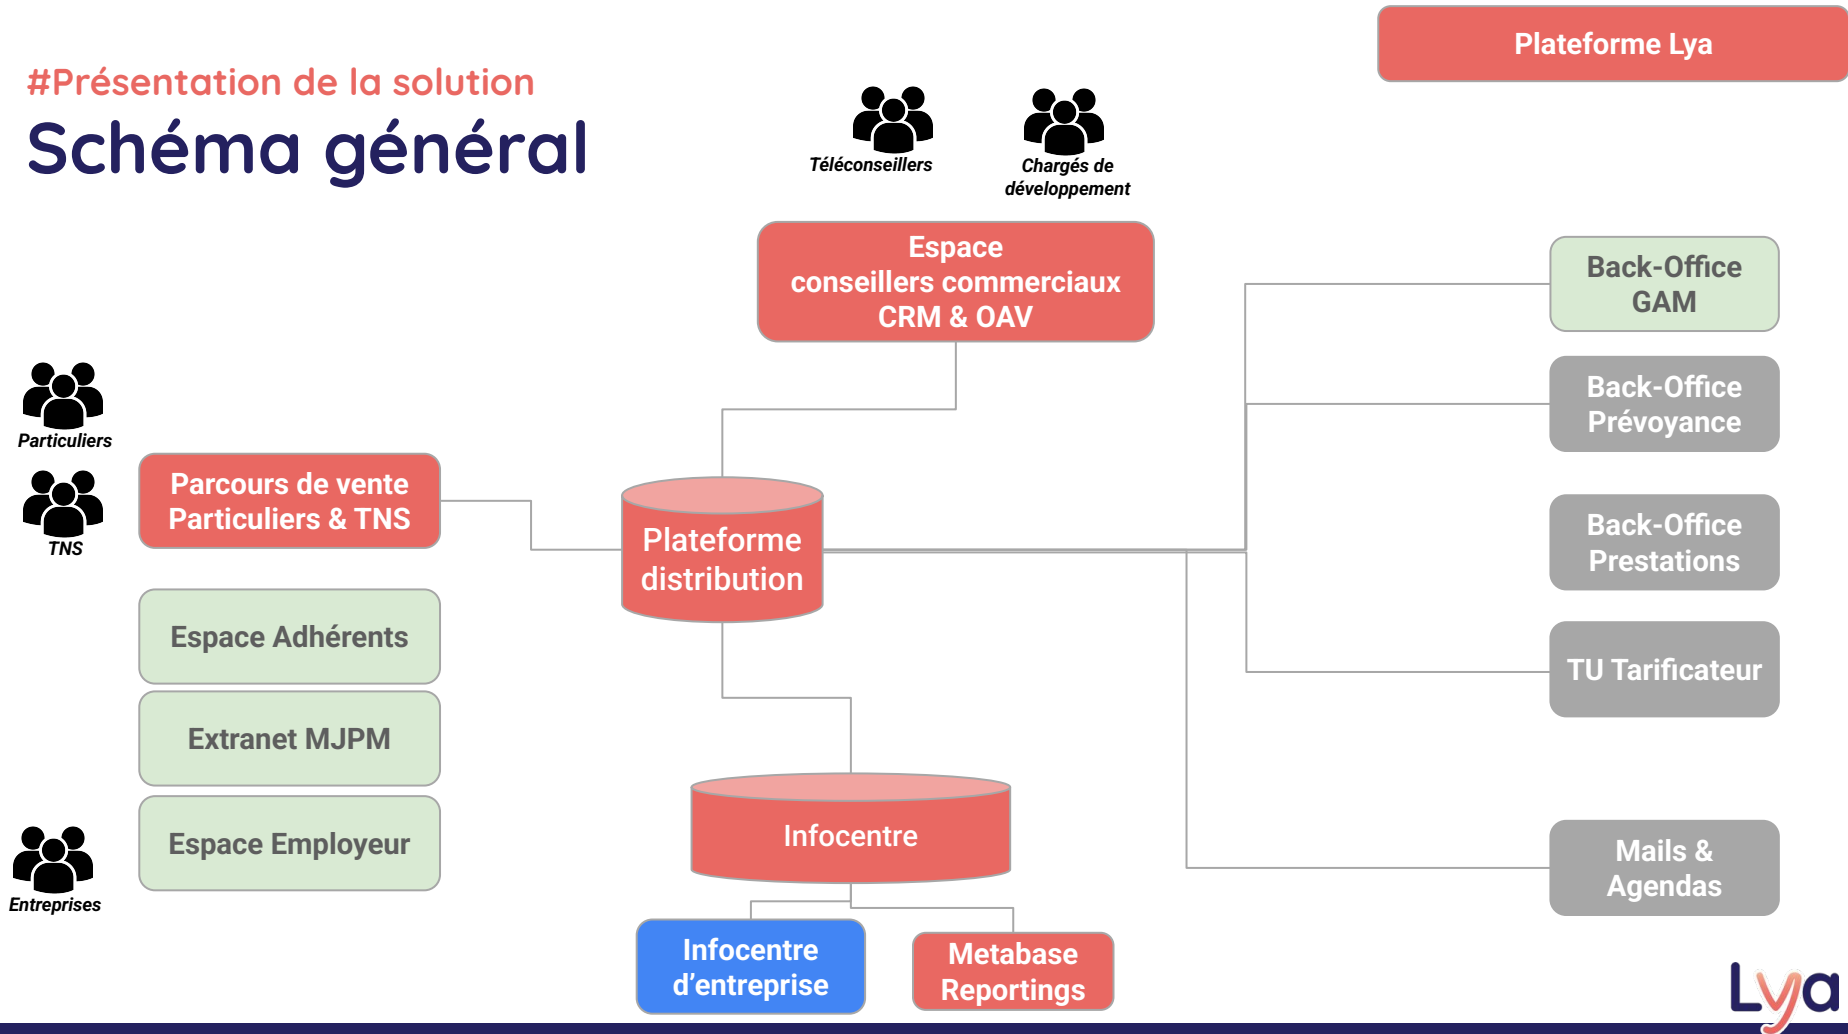 #Présentation de la solution
Schéma général
Plateforme Lya
Téléconseillers
Chargés de
développement
Espace
conseillers commerciaux
CRM & OAV
Back-Office
GAM
Back-Office
Prévoyance
Particuliers
TNS
Parcours de vente
Particuliers & TNS
Plateforme
distribution
Back-Office
Prestations
Espace Adhérents
TU Tarificateur
Extranet MJPM
Espace Employeur
Entreprises
Infocentre
Mails &
Agendas
Infocentre
d’entreprise
Metabase
Reportings
Lya